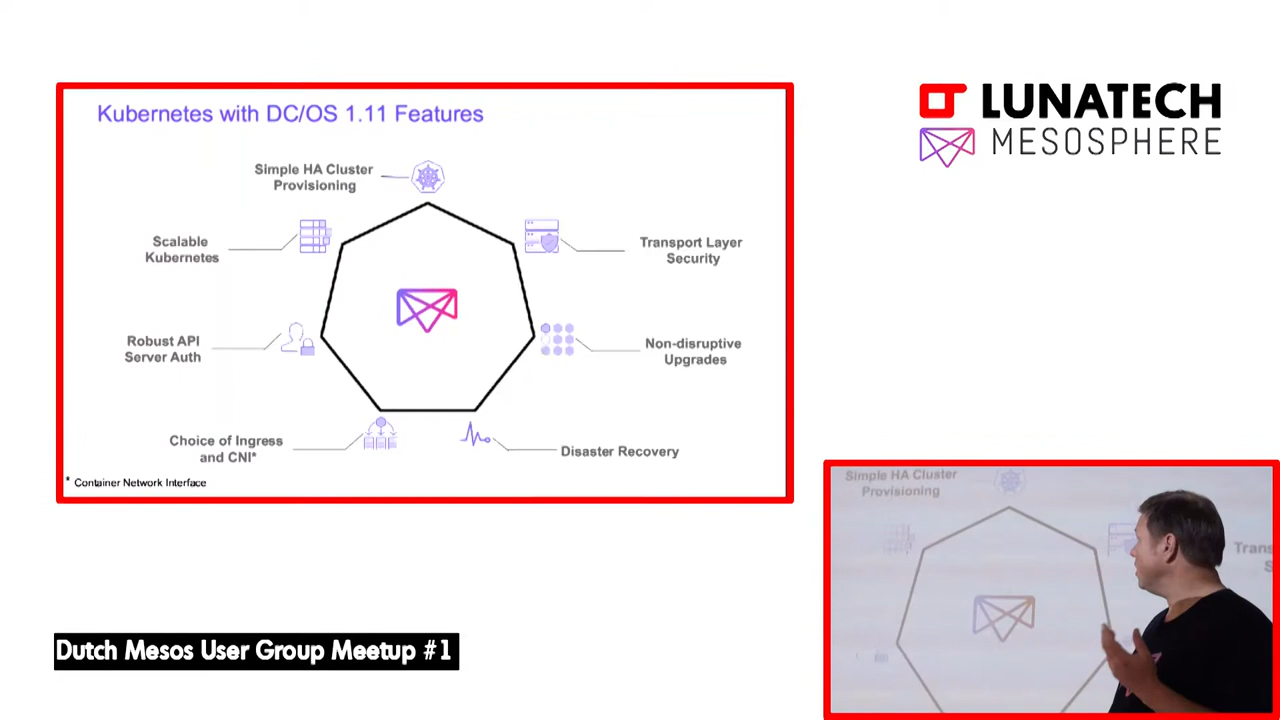 Kubernetes with DC/OS 1.11 Features
Simple HA Cluster
Provisioning
Scalable
Kubernetes
Transport Layer
Security
Robust API
Server Auth
Non-disruptive
Upgrades
Choice of Ingress
and CNI*
Disaster Recovery
* Container Network Interface
LUNATECH
MESOSPHERE
Simple HA Cluster
Provisioning
Trans
S
Dutch Mesos User Group Meetup #1